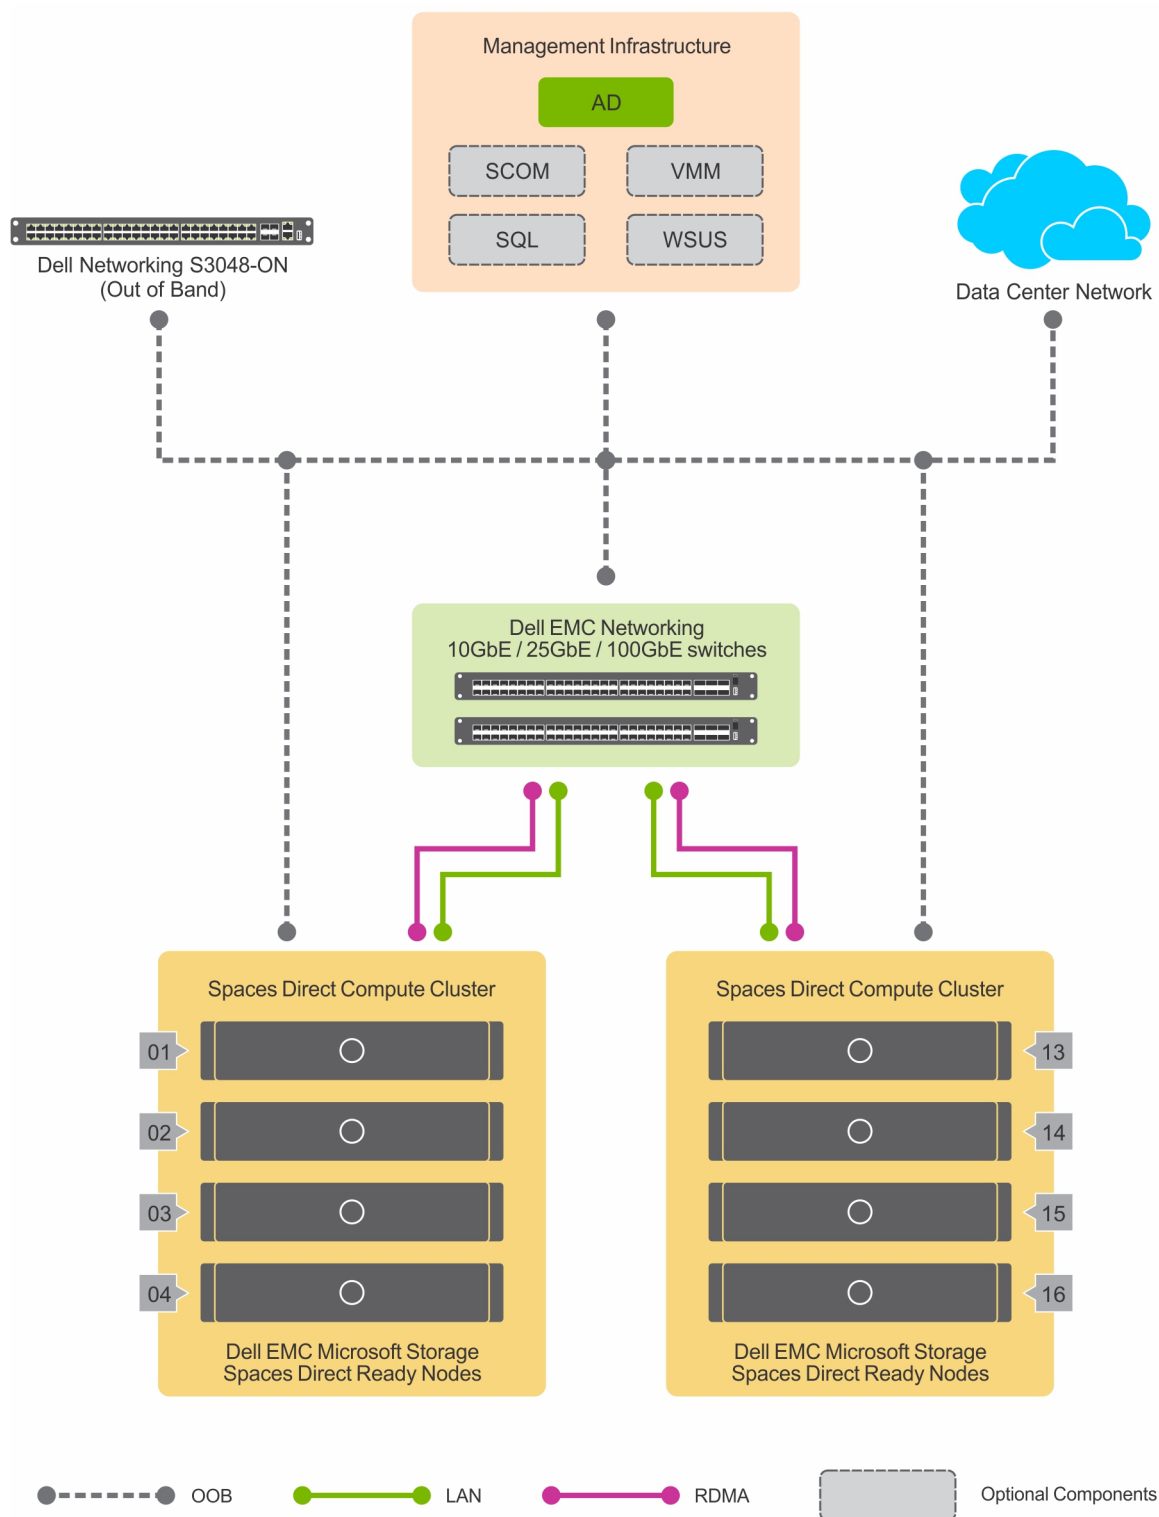 Management Infrastructure
AD
SCOM
VMM
SQL
WSUS
Dell Networking S3048-ON
(Out of Band)
Data Center Network
Dell EMC Networking
10GbE / 25GbE / 100GbE switches
Spaces Direct Compute Cluster
01
02
03
04
Dell EMC Microsoft Storage
Spaces Direct Ready Nodes
Spaces Direct Compute Cluster
13
14
15
16
Dell EMC Microsoft Storage
Spaces Direct Ready Nodes
OOB
LAN
RDMA
Optional Components